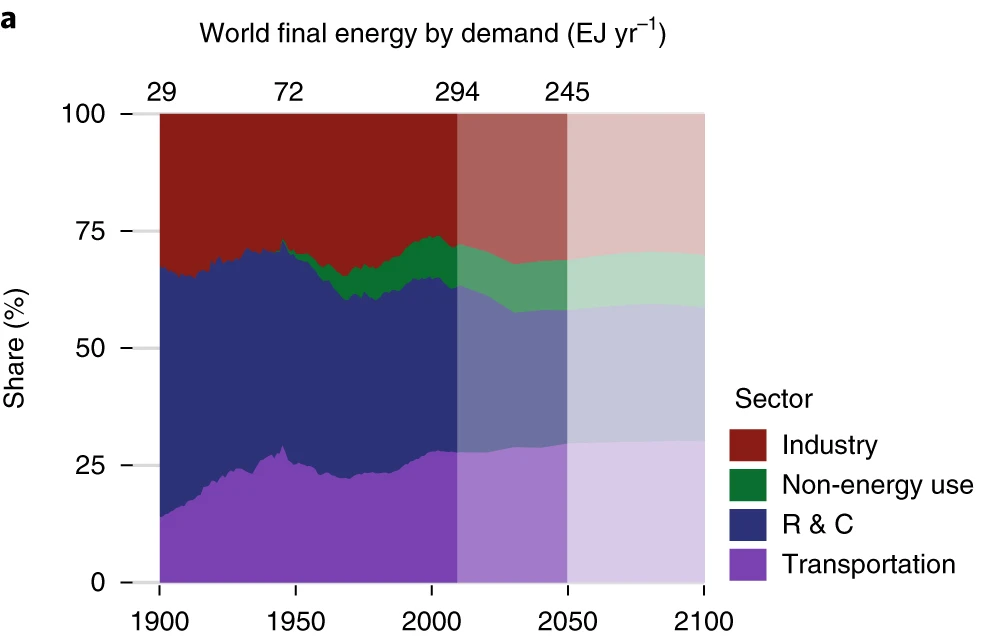 a
World final energy by demand (EJ yr⁻¹)
29 72 294 245
100
75
50
25
0
Share (%)
1900 1950 2000 2050 2100
Sector
Industry
Non-energy use
R & C
Transportation